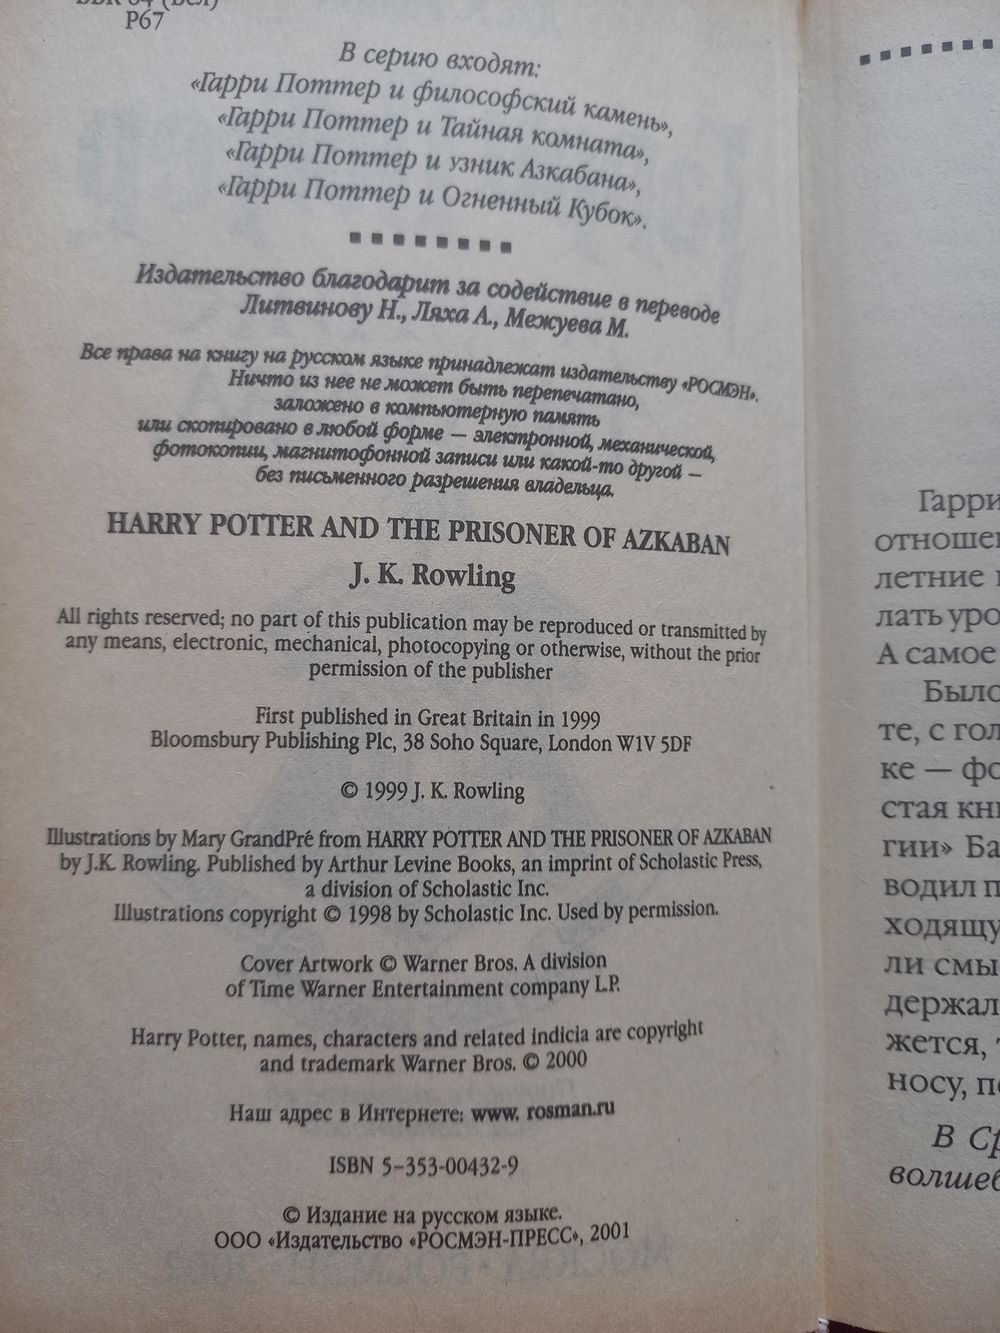 ББК 84 (Вел)
Р67
В серию входят:
«Гарри Поттер и философский камень»,
«Гарри Поттер и Тайная комната»,
«Гарри Поттер и узник Азкабана»,
«Гарри Поттер и Огненный Кубок».
Издательство благодарит за содействие в переводе
Литвинову Н., Ляха А., Межуева М.
Все права на книгу на русском языке принадлежат издательству «РОСМЭН».
Ничто из нее не может быть перепечатано,
заложено в компьютерную память
или скопировано в любой форме — электронной, механической,
фотокопии, магнитофонной записи или какой-то другой —
без письменного разрешения владельца.
HARRY POTTER AND THE PRISONER OF AZKABAN
J. K. Rowling
All rights reserved; no part of this publication may be reproduced or transmitted by
any means, electronic, mechanical, photocopying or otherwise, without the prior
permission of the publisher
First published in Great Britain in 1999
Bloomsbury Publishing Plc, 38 Soho Square, London W1V 5DF
© 1999 J. K. Rowling
Illustrations by Mary GrandPré from HARRY POTTER AND THE PRISONER OF AZKABAN
by J.K. Rowling. Published by Arthur Levine Books, an imprint of Scholastic Press,
a division of Scholastic Inc.
Illustrations copyright © 1998 by Scholastic Inc. Used by permission.
Cover Artwork © Warner Bros. A division
of Time Warner Entertainment company L.P.
Harry Potter, names, characters and related indicia are copyright
and trademark Warner Bros. © 2000
Наш адрес в Интернете: www. rosman.ru
ISBN 5–353–00432-9
© Издание на русском языке.
ООО «Издательство «РОСМЭН-ПРЕСС», 2001
Гарри
отношен
летние
лать уро
А самое
Было
те, с гол
ке — фо
стая кни
гии» Ба
водил п
ходящу
ли смы
держал
жется,
носу, по
В Ср
волшеб
www.ay.by